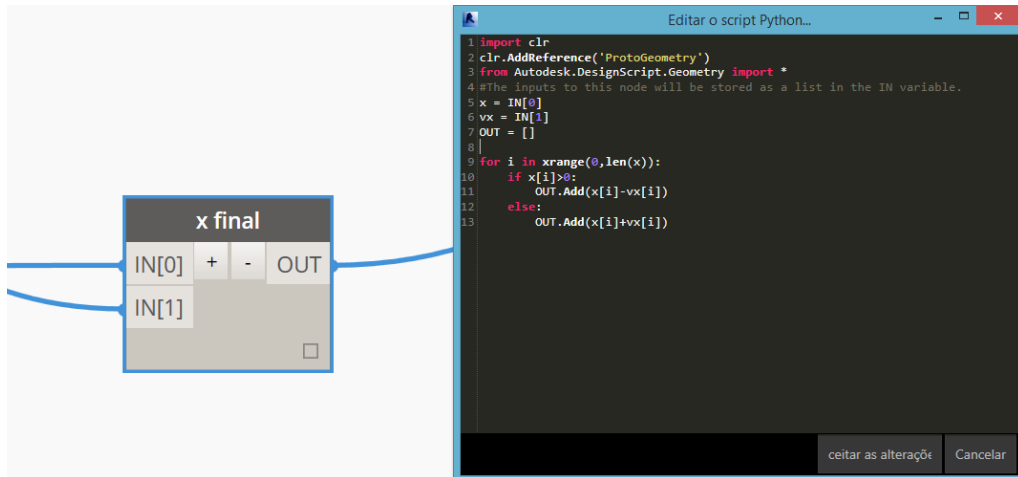 x final
IN[0] + - OUT
IN[1]
Editar o script Python...
1 import clr
2 clr.AddReference('ProtoGeometry')
3 from Autodesk.DesignScript.Geometry import *
4 #The inputs to this node will be stored as a list in the IN variable.
5 x = IN[0]
6 vx = IN[1]
7 OUT = []
8
9 for i in xrange(0,len(x)):
10     if x[i]>0:
11         OUT.Add(x[i]-vx[i])
12     else:
13         OUT.Add(x[i]+vx[i])
ceitar as alteraçõe Cancelar